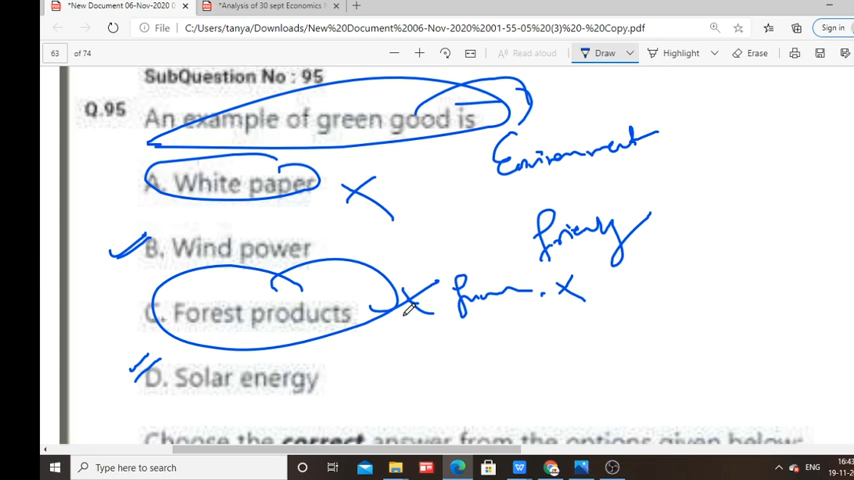 *New Document 06-Nov-2020 0
*Analysis of 30 sept Economics
File
C:/Users/tanya/Downloads/New%20Document%2006-Nov-2020%2001-55-05%20(3)%20-%20Copy.pdf
Sign in
63 of 74
Read aloud
Draw
Highlight
Erase
SubQuestion No : 95
Q.95
An example of green good is
Environment
A. White paper
friendly
B. Wind power
C. Forest products
D. Solar energy
Choose the correct answer from the options given below:
Type here to search
ENG
16:43
19-11-2